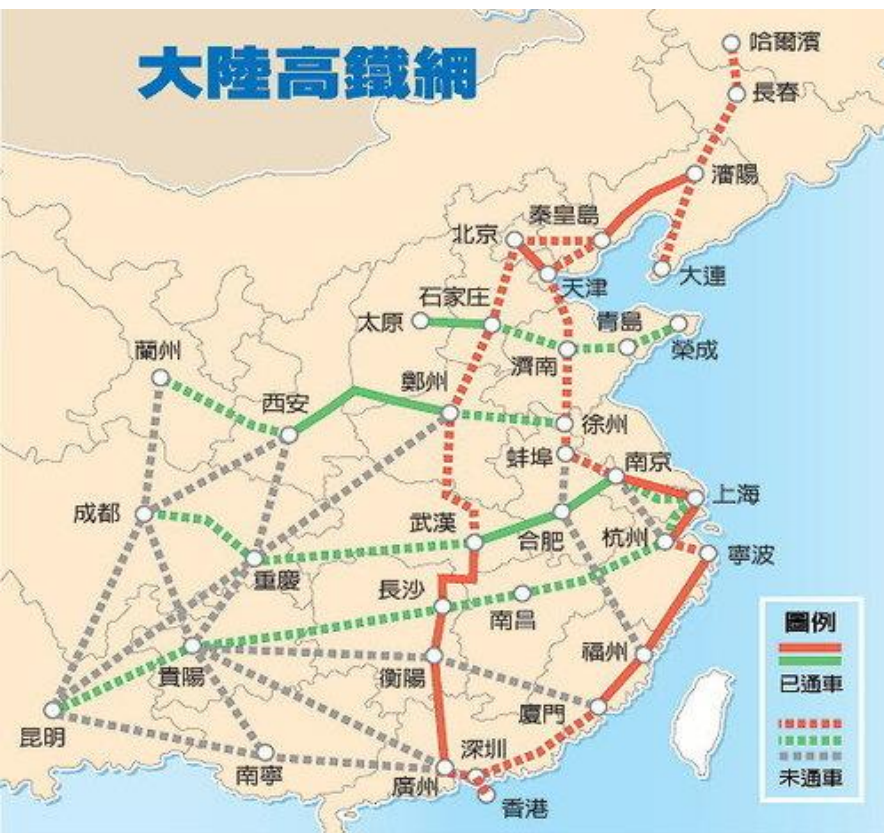 大陸高鐵網
哈爾濱
長春
瀋陽
秦皇島
北京
大連
天津
石家庄
太原
青島
榮成
濟南
蘭州
鄭州
西安
徐州
蚌埠
南京
上海
成都
武漢
合肥
杭州
寧波
重慶
長沙
南昌
圖例
已通車
未通車
福州
貴陽
衡陽
廈門
昆明
深圳
南寧
廣州
香港